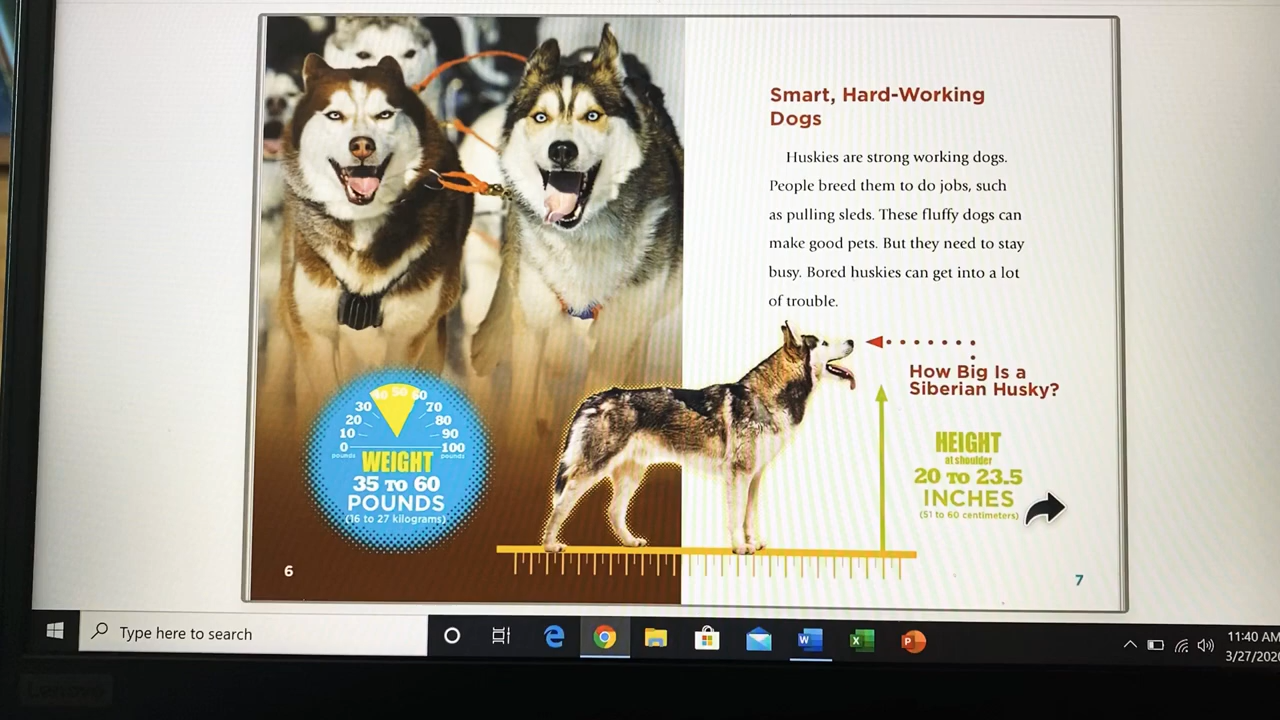 Smart, Hard-Working
Dogs
Huskies are strong working dogs.
People breed them to do jobs, such
as pulling sleds. These fluffy dogs can
make good pets. But they need to stay
busy. Bored huskies can get into a lot
of trouble.
How Big Is a
Siberian Husky?
HEIGHT
at shoulder
20 TO 23.5
INCHES
(51 to 60 centimeters)
40 50 60
30 70
20 80
10 90
0 100
pounds pounds
WEIGHT
35 TO 60
POUNDS
(16 to 27 kilograms)
6
7
Type here to search
11:40 AM
Lenovo